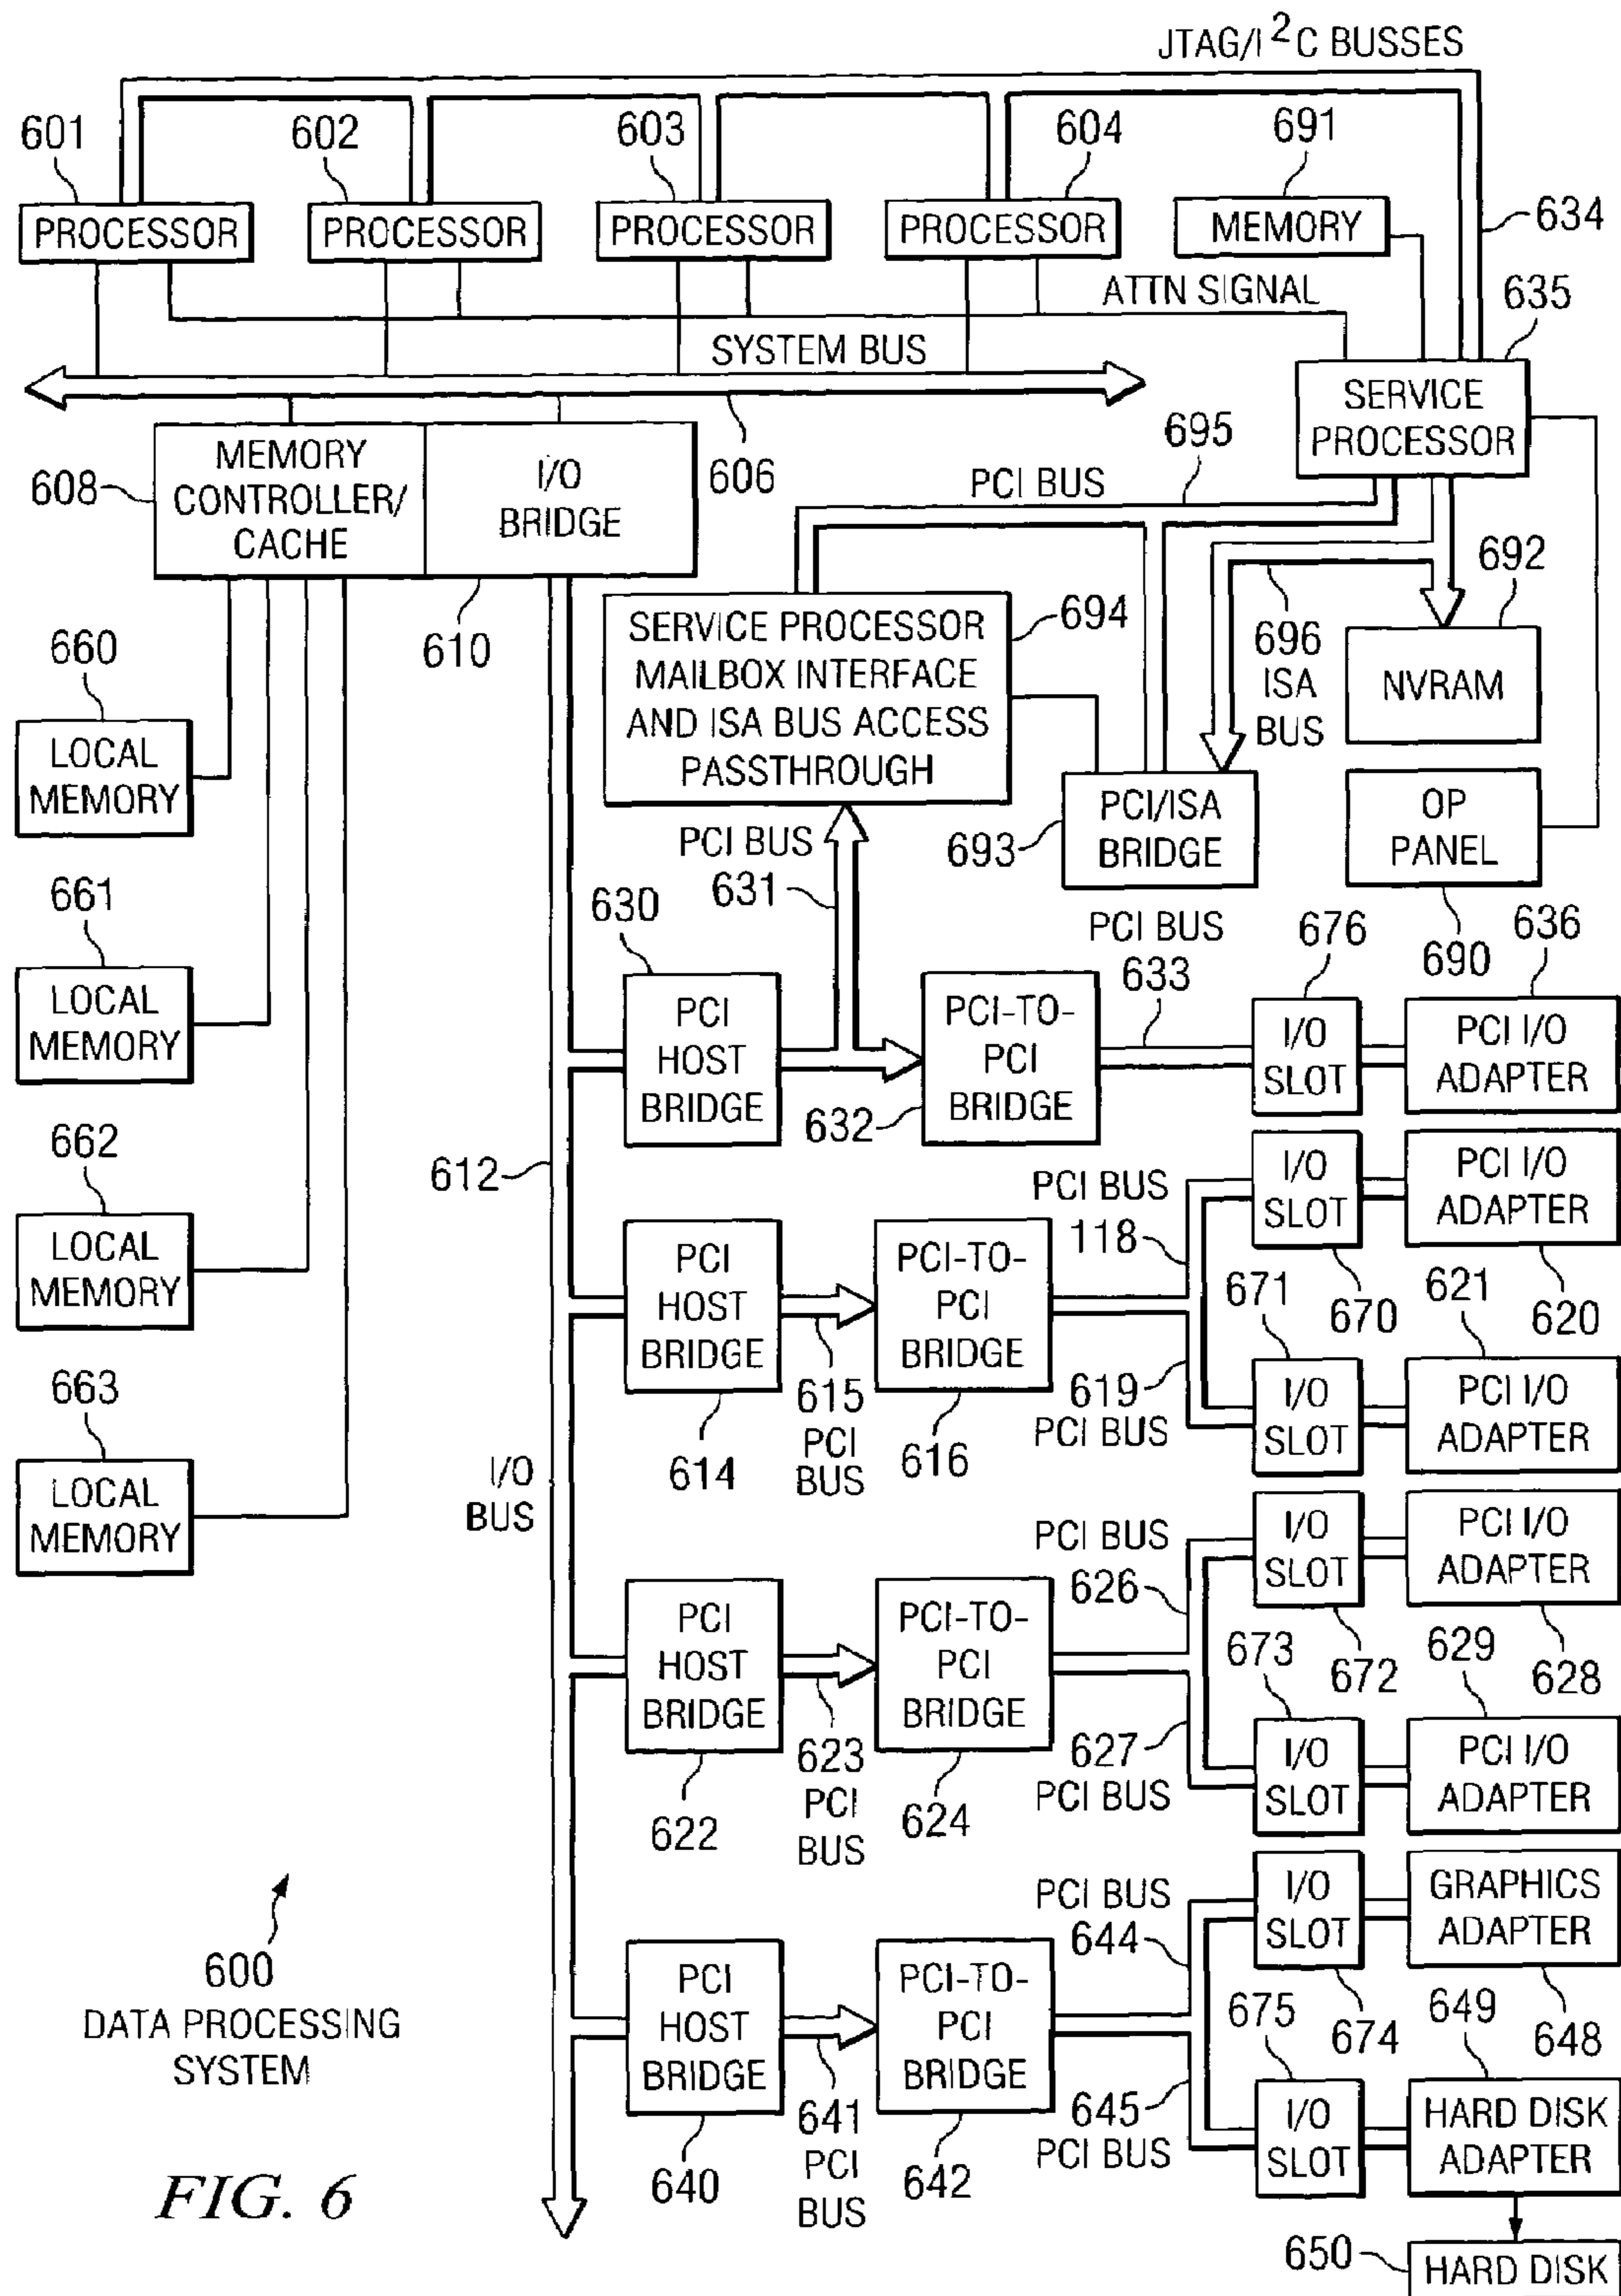 JTAG/I²C BUSSES
601
602
603
604
691
PROCESSOR
PROCESSOR
PROCESSOR
PROCESSOR
MEMORY
634
ATTN SIGNAL
635
SYSTEM BUS
SERVICE
PROCESSOR
608
MEMORY
CONTROLLER/
CACHE
I/O
BRIDGE
606
695
PCI BUS
610
692
694
SERVICE PROCESSOR
MAILBOX INTERFACE
AND ISA BUS ACCESS
PASSTHROUGH
696
ISA
BUS
NVRAM
660
LOCAL
MEMORY
PCI BUS
631
693
PCI/ISA
BRIDGE
OP
PANEL
690
661
LOCAL
MEMORY
630
PCI
HOST
BRIDGE
PCI-TO-
PCI
BRIDGE
632
PCI BUS
633
676
I/O
SLOT
636
PCI I/O
ADAPTER
612
662
LOCAL
MEMORY
PCI BUS
118
I/O
SLOT
670
PCI I/O
ADAPTER
620
PCI
HOST
BRIDGE
614
615
PCI
BUS
PCI-TO-
PCI
BRIDGE
616
619
PCI BUS
671
I/O
SLOT
621
PCI I/O
ADAPTER
663
LOCAL
MEMORY
I/O
BUS
PCI BUS
626
I/O
SLOT
672
PCI I/O
ADAPTER
628
PCI
HOST
BRIDGE
622
623
PCI
BUS
PCI-TO-
PCI
BRIDGE
624
627
PCI BUS
673
I/O
SLOT
629
PCI I/O
ADAPTER
PCI BUS
644
I/O
SLOT
674
GRAPHICS
ADAPTER
648
600
DATA PROCESSING
SYSTEM
PCI
HOST
BRIDGE
640
641
PCI
BUS
PCI-TO-
PCI
BRIDGE
642
645
PCI BUS
675
I/O
SLOT
649
HARD DISK
ADAPTER
650
HARD DISK
FIG. 6